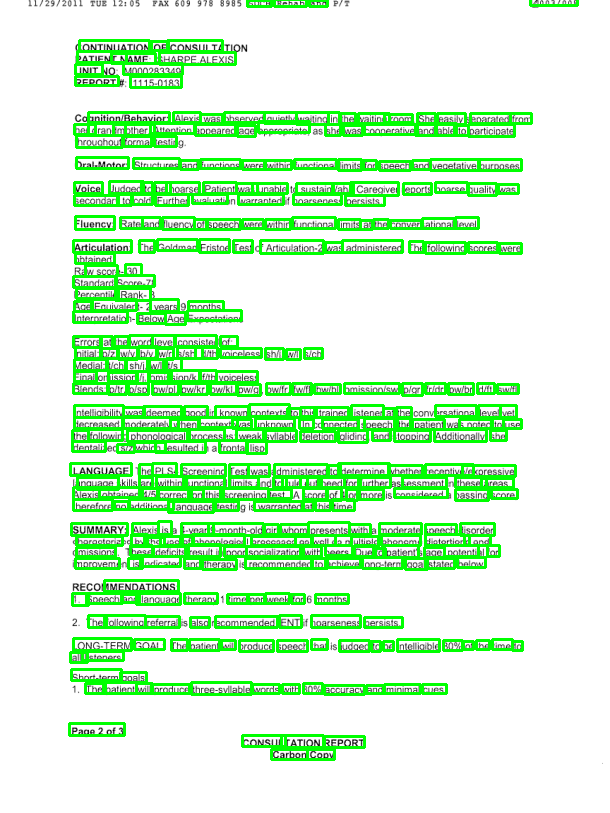 11/29/2011 TUE 12:05 FAX 609 978 8985 Rehab P/T
CONTINUATION OF CONSULTATION
PATIENT NAME: SHARPE, ALEXIS
UNIT NO: M000283349
REPORT #: 1115-0183
Cognition/Behavior: Alexis was observed quietly waiting in the waiting room. She easily separated from
her grandmother. Attention appeared age appropriate, as she was cooperative and able to participate
throughout formal testing.
Oral-Motor: Structures and functions were within functional limits for speech and vegetative purposes.
Voice: Judged to be hoarse. Patient was unable to sustain /ah/. Caregiver reports hoarse quality was
secondary to cold. Further evaluation warranted if hoarseness persists.
Fluency: Rate and fluency of speech were within functional limits at the conversational level.
Articulation: The Goldman Fristoe Test of Articulation-2 was administered. The following scores were
obtained:
Raw score- 30
Standard Score-
Percentile Rank- 8
Age Equivalent- 2 years 9 months
Interpretation- Below Age Expectations
Errors at the word level consisted of:
Initial: b/z, w/v, b/v, w/r, s/sh, f/th voiceless, sh/j, w/l, ts/ch
Medial: t/ch, sh/j, w/l, t/s
Final: omission/j, omission/k, f/th voiceless
Blends: p/tr, b/sp, bw/pl, bw/kr, bw/kl, bw/gl, bw/fr, fw/fl, bw/bl, omission/sw, p/gr, fr/dr, bw/br, d/ft, sw/fl
Intelligibility was deemed good in known contexts to this trained listener at the conversational level yet
decreased moderately when context was unknown. In connected speech, the patient was noted to use
the following phonological processes: weak syllable deletion, gliding, and stopping. Additionally, she
dentalized s/z which resulted in a frontal lisp.
LANGUAGE: The PLS- Screening Test was administered to determine whether receptive/expressive
language skills are within functional limits and to rule out need for further assessment in these areas.
Alexis obtained 4/5 correct on this screening test. A score of 4 or more is considered a passing score,
therefore no additional language testing is warranted at this time.
SUMMARY: Alexis is a -year, -month-old girl whom presents with a moderate speech disorder
characterized by the use of phonological processes as well as multiple phonemic distortions and
omissions. These deficits result in poor socialization with peers. Due to patient's age, potential for
improvement is indicated and therapy is recommended to achieve long-term goal stated below.
RECOMMENDATIONS:
1. Speech and language therapy 1 time per week for 6 months.
2. The following referral is also recommended: ENT if hoarseness persists.
LONG-TERM GOAL: The patient will produce speech that is judged to be intelligible 80% of the time to
all listeners.
Short-term goals:
1. The patient will produce three-syllable words with 80% accuracy and minimal cues.
Page 2 of 3
CONSULTATION REPORT
Carbon Copy